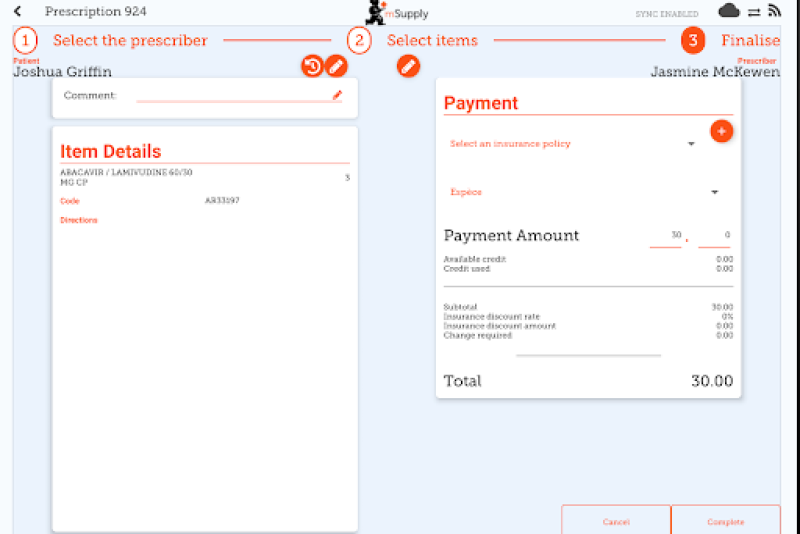 Prescription 924
mSupply
SYNC ENABLED
1 Select the prescriber
2 Select items
3 Finalise
Patient
Joshua Griffin
Prescriber
Jasmine McKewen
Comment:
Item Details
ABACAVIR / LAMIVUDINE 60/30
MG CP
3
Code AR33197
Directions
Payment
Select an insurance policy
Espèce
Payment Amount 30 . 0
Available credit 0.00
Credit used 0.00
Subtotal 30.00
Insurance discount rate 0%
Insurance discount amount 0.00
Change required 0.00
Total 30.00
Cancel
Complete